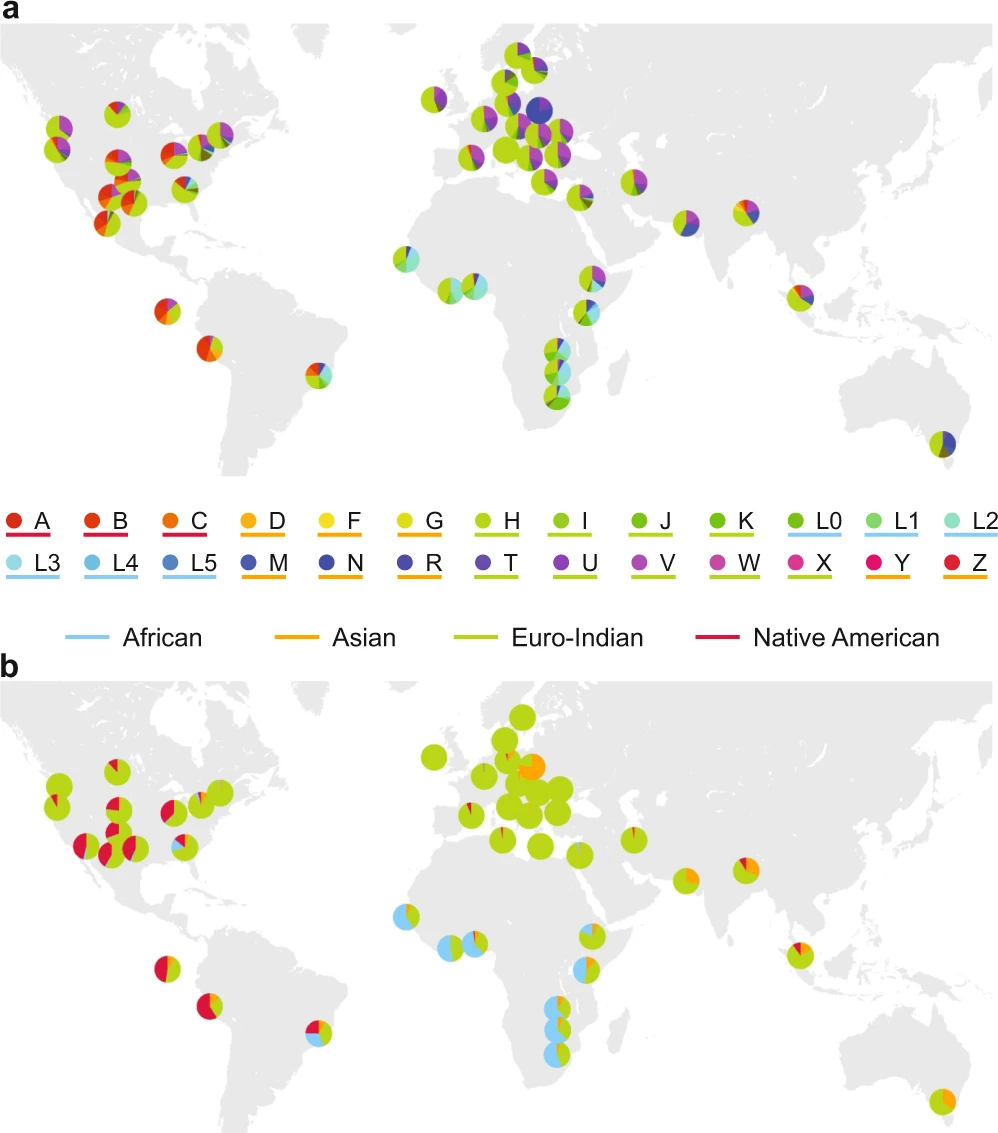 a
A B C D F G H I J K L0 L1 L2
L3 L4 L5 M N R T U V W X Y Z
African Asian Euro-Indian Native American
b